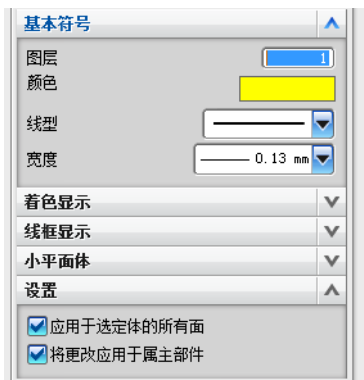 基本符号
图层 1
颜色
线型
宽度 0.13 mm
着色显示
线框显示
小平面体
设置
应用于选定体的所有面
将更改应用于属主部件